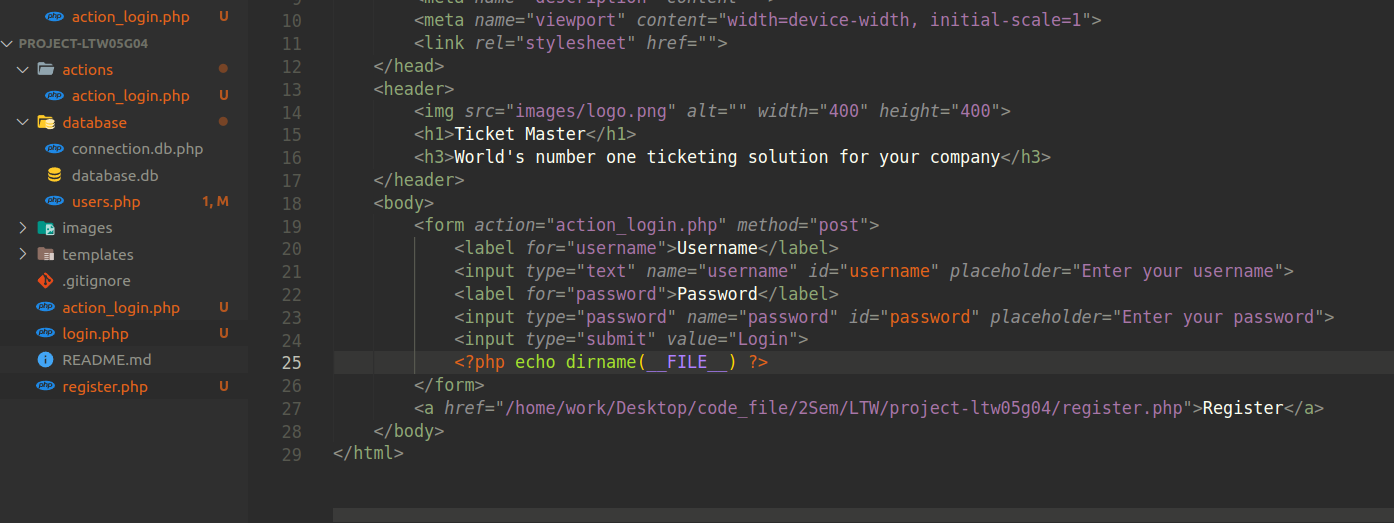 action_login.php U
PROJECT-LTW05G04
actions
action_login.php U
database
connection.db.php
database.db
users.php 1, M
images
templates
.gitignore
action_login.php U
login.php U
README.md
register.php U
9 <meta name="description" content="">
10 <meta name="viewport" content="width=device-width, initial-scale=1">
11 <link rel="stylesheet" href="">
12 </head>
13 <header>
14 <img src="images/logo.png" alt="" width="400" height="400">
15 <h1>Ticket Master</h1>
16 <h3>World's number one ticketing solution for your company</h3>
17 </header>
18 <body>
19 <form action="action_login.php" method="post">
20 <label for="username">Username</label>
21 <input type="text" name="username" id="username" placeholder="Enter your username">
22 <label for="password">Password</label>
23 <input type="password" name="password" id="password" placeholder="Enter your password">
24 <input type="submit" value="Login">
25 <?php echo dirname(__FILE__) ?>
26 </form>
27 <a href="/home/work/Desktop/code_file/2Sem/LTW/project-ltw05g04/register.php">Register</a>
28 </body>
29 </html>